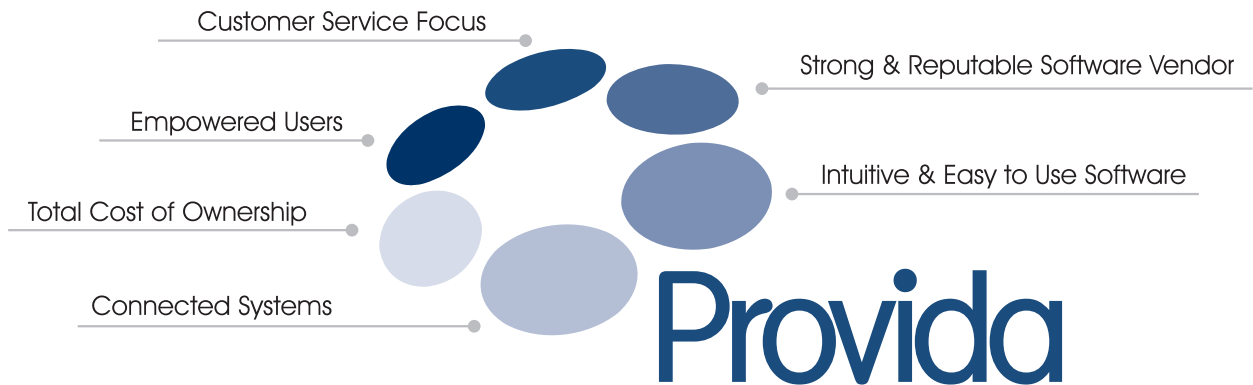 Customer Service Focus
Strong & Reputable Software Vendor
Empowered Users
Intuitive & Easy to Use Software
Total Cost of Ownership
Connected Systems
Provida